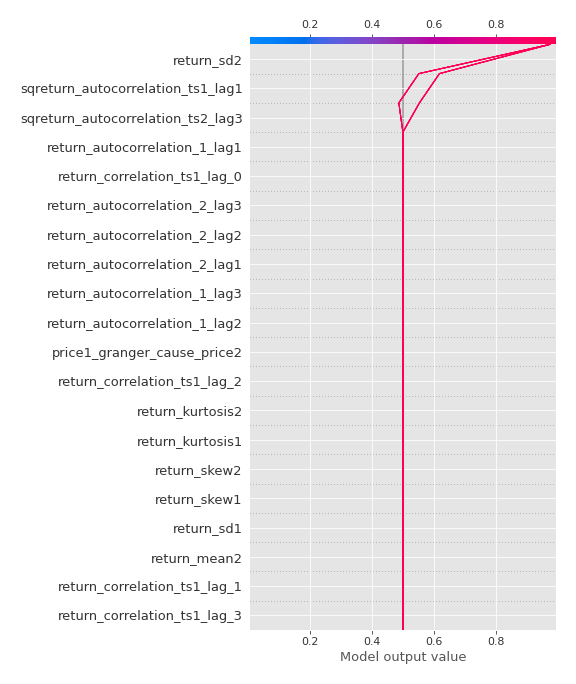 0.2 0.4 0.6 0.8
return_sd2
sqreturn_autocorrelation_ts1_lag1
sqreturn_autocorrelation_ts2_lag3
return_autocorrelation_1_lag1
return_correlation_ts1_lag_0
return_autocorrelation_2_lag3
return_autocorrelation_2_lag2
return_autocorrelation_2_lag1
return_autocorrelation_1_lag3
return_autocorrelation_1_lag2
price1_granger_cause_price2
return_correlation_ts1_lag_2
return_kurtosis2
return_kurtosis1
return_skew2
return_skew1
return_sd1
return_mean2
return_correlation_ts1_lag_1
return_correlation_ts1_lag_3
0.2 0.4 0.6 0.8
Model output value